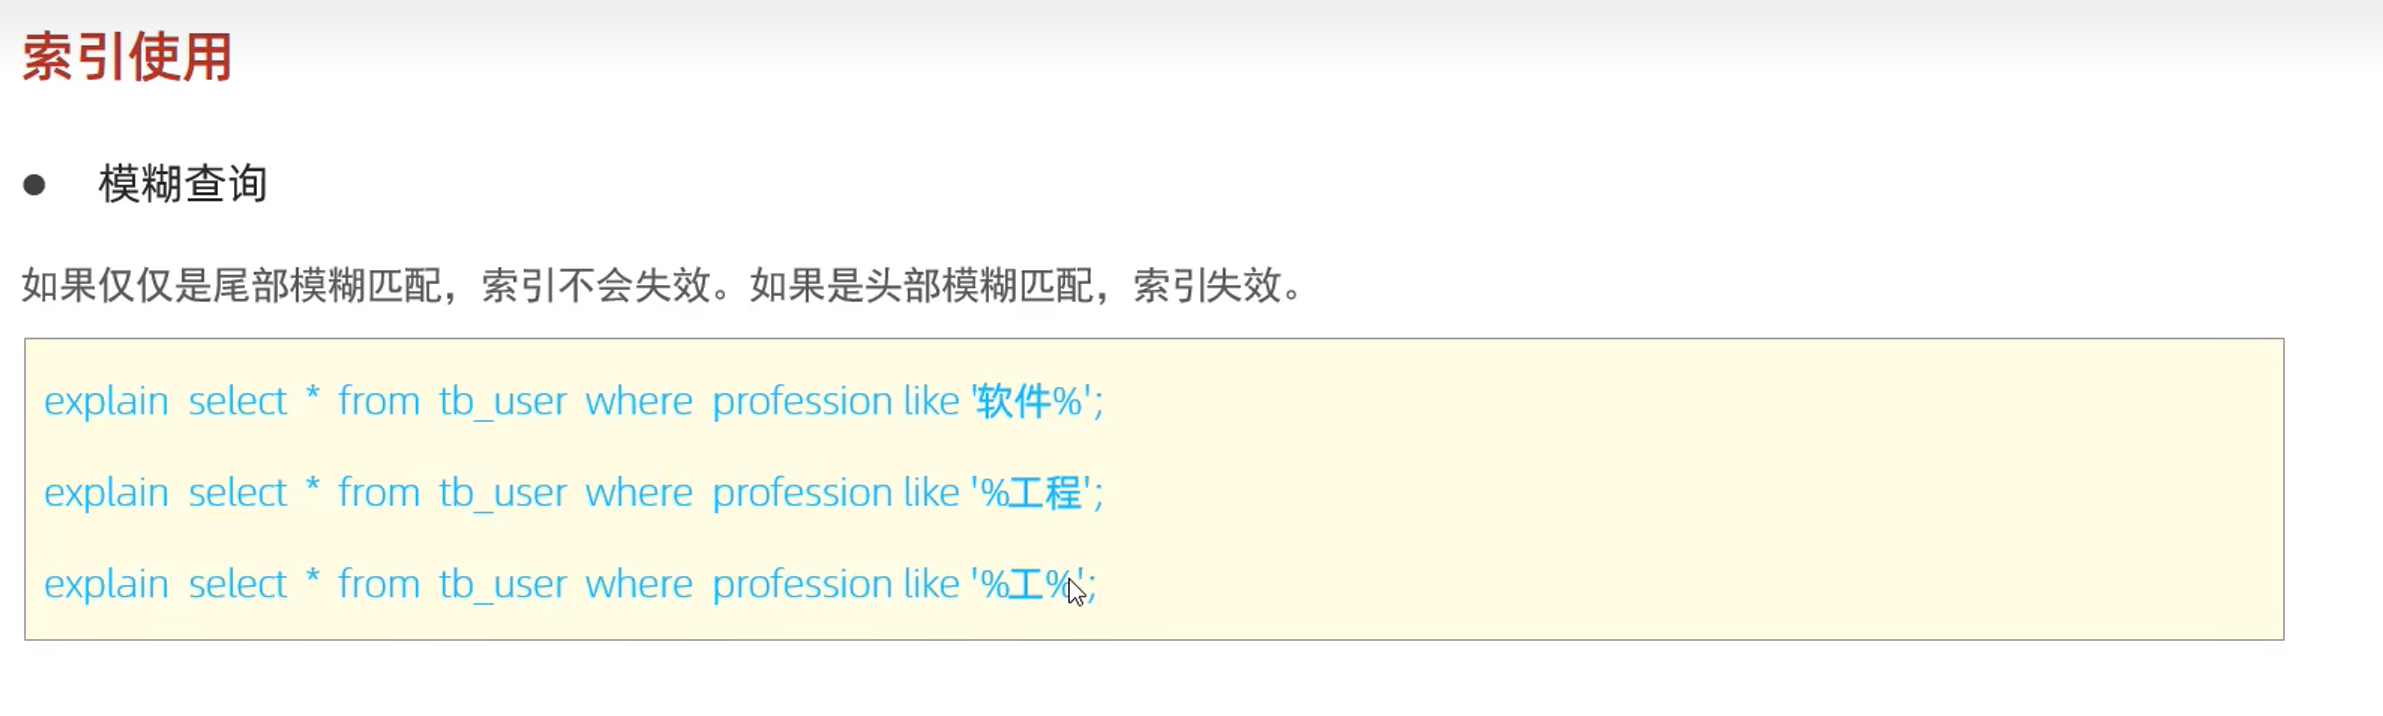 索引使用
模糊查询
如果仅仅是尾部模糊匹配，索引不会失效。如果是头部模糊匹配，索引失效。
explain select * from tb_user where profession like '软件%';
explain select * from tb_user where profession like '%工程';
explain select * from tb_user where profession like '%工%';